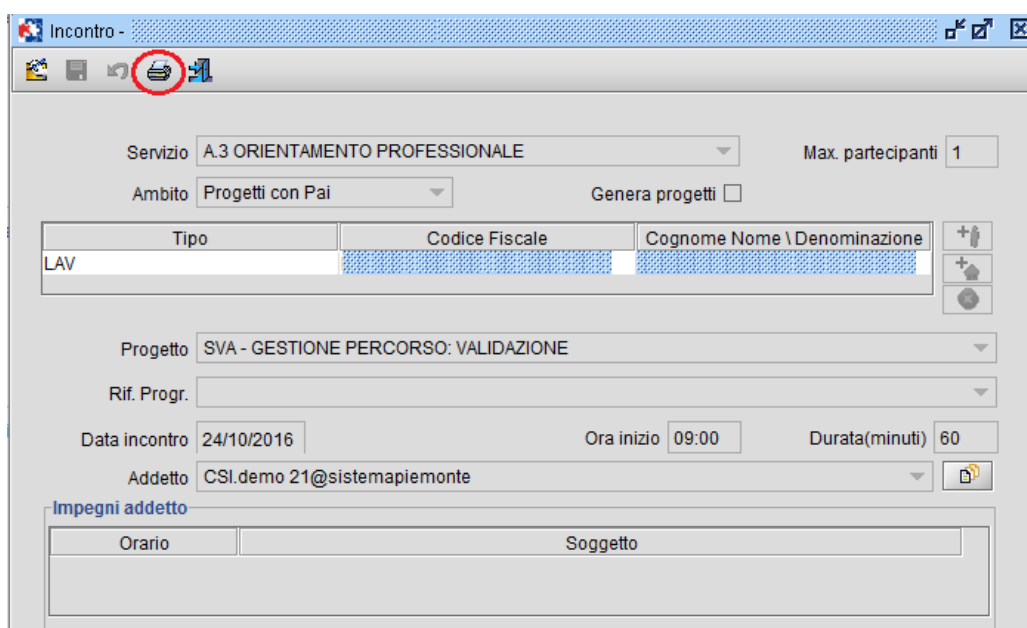 Incontro -
Servizio A.3 ORIENTAMENTO PROFESSIONALE Max. partecipanti 1
Ambito Progetti con Pai Genera progetti
Tipo Codice Fiscale Cognome Nome \ Denominazione
LAV
Progetto SVA - GESTIONE PERCORSO: VALIDAZIONE
Rif. Progr.
Data incontro 24/10/2016 Ora inizio 09:00 Durata(minuti) 60
Addetto CSI.demo 21@sistemapiemonte
Impegni addetto
Orario Soggetto